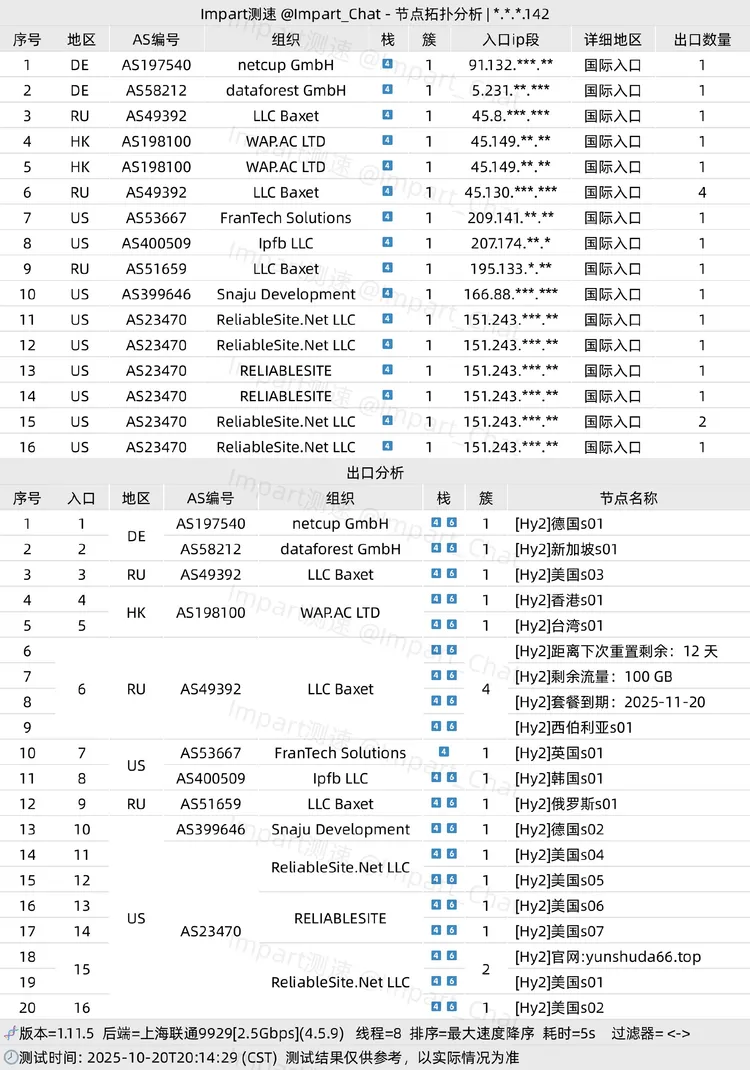 Impart测速 @Impart_Chat - 节点拓扑分析 | *.*.*.142
序号 地区 AS编号 组织 栈 簇 入口ip段 详细地区 出口数量
1 DE AS197540 netcup GmbH 4 1 91.132.***.** 国际入口 1
2 DE AS58212 dataforest GmbH 4 1 5.231.**.*** 国际入口 1
3 RU AS49392 LLC Baxet 4 1 45.8.***.*** 国际入口 1
4 HK AS198100 WAP.AC LTD 4 1 45.149.**.** 国际入口 1
5 HK AS198100 WAP.AC LTD 4 1 45.149.**.** 国际入口 1
6 RU AS49392 LLC Baxet 4 1 45.130.***.*** 国际入口 4
7 US AS53667 FranTech Solutions 4 1 209.141.**.** 国际入口 1
8 US AS400509 Ipfb LLC 4 1 207.174.**.* 国际入口 1
9 RU AS51659 LLC Baxet 4 1 195.133.*.** 国际入口 1
10 US AS399646 Snaju Development 4 1 166.88.***.*** 国际入口 1
11 US AS23470 ReliableSite.Net LLC 4 1 151.243.***.** 国际入口 1
12 US AS23470 ReliableSite.Net LLC 4 1 151.243.***.** 国际入口 1
13 US AS23470 RELIABLESITE 4 1 151.243.***.** 国际入口 1
14 US AS23470 RELIABLESITE 4 1 151.243.***.** 国际入口 1
15 US AS23470 ReliableSite.Net LLC 4 1 151.243.***.** 国际入口 2
16 US AS23470 ReliableSite.Net LLC 4 1 151.243.***.** 国际入口 1
出口分析
序号 入口 地区 AS编号 组织 栈 簇 节点名称
1 1 DE AS197540 netcup GmbH 4 6 1 [Hy2]德国s01
2 2 AS58212 dataforest GmbH 4 6 1 [Hy2]新加坡s01
3 3 RU AS49392 LLC Baxet 4 6 1 [Hy2]美国s03
4 4 HK AS198100 WAP.AC LTD 4 6 1 [Hy2]香港s01
5 5 4 6 1 [Hy2]台湾s01
6 6 RU AS49392 LLC Baxet 4 6 4 [Hy2]距离下次重置剩余：12 天
7 4 6 [Hy2]剩余流量：100 GB
8 4 6 [Hy2]套餐到期：2025-11-20
9 4 6 [Hy2]西伯利亚s01
10 7 US AS53667 FranTech Solutions 4 1 [Hy2]英国s01
11 8 AS400509 Ipfb LLC 4 6 1 [Hy2]韩国s01
12 9 RU AS51659 LLC Baxet 4 6 1 [Hy2]俄罗斯s01
13 10 US AS399646 Snaju Development 4 6 1 [Hy2]德国s02
14 11 AS23470 ReliableSite.Net LLC 4 6 1 [Hy2]美国s04
15 12 4 6 1 [Hy2]美国s05
16 13 RELIABLESITE 4 6 1 [Hy2]美国s06
17 14 4 6 1 [Hy2]美国s07
18 15 ReliableSite.Net LLC 4 6 2 [Hy2]官网:yunshuda66.top
19 4 6 [Hy2]美国s01
20 16 4 6 1 [Hy2]美国s02
版本=1.11.5 后端=上海联通9929[2.5Gbps](4.5.9) 线程=8 排序=最大速度降序 耗时=5s 过滤器= <->
测试时间: 2025-10-20T20:14:29 (CST) 测试结果仅供参考，以实际情况为准